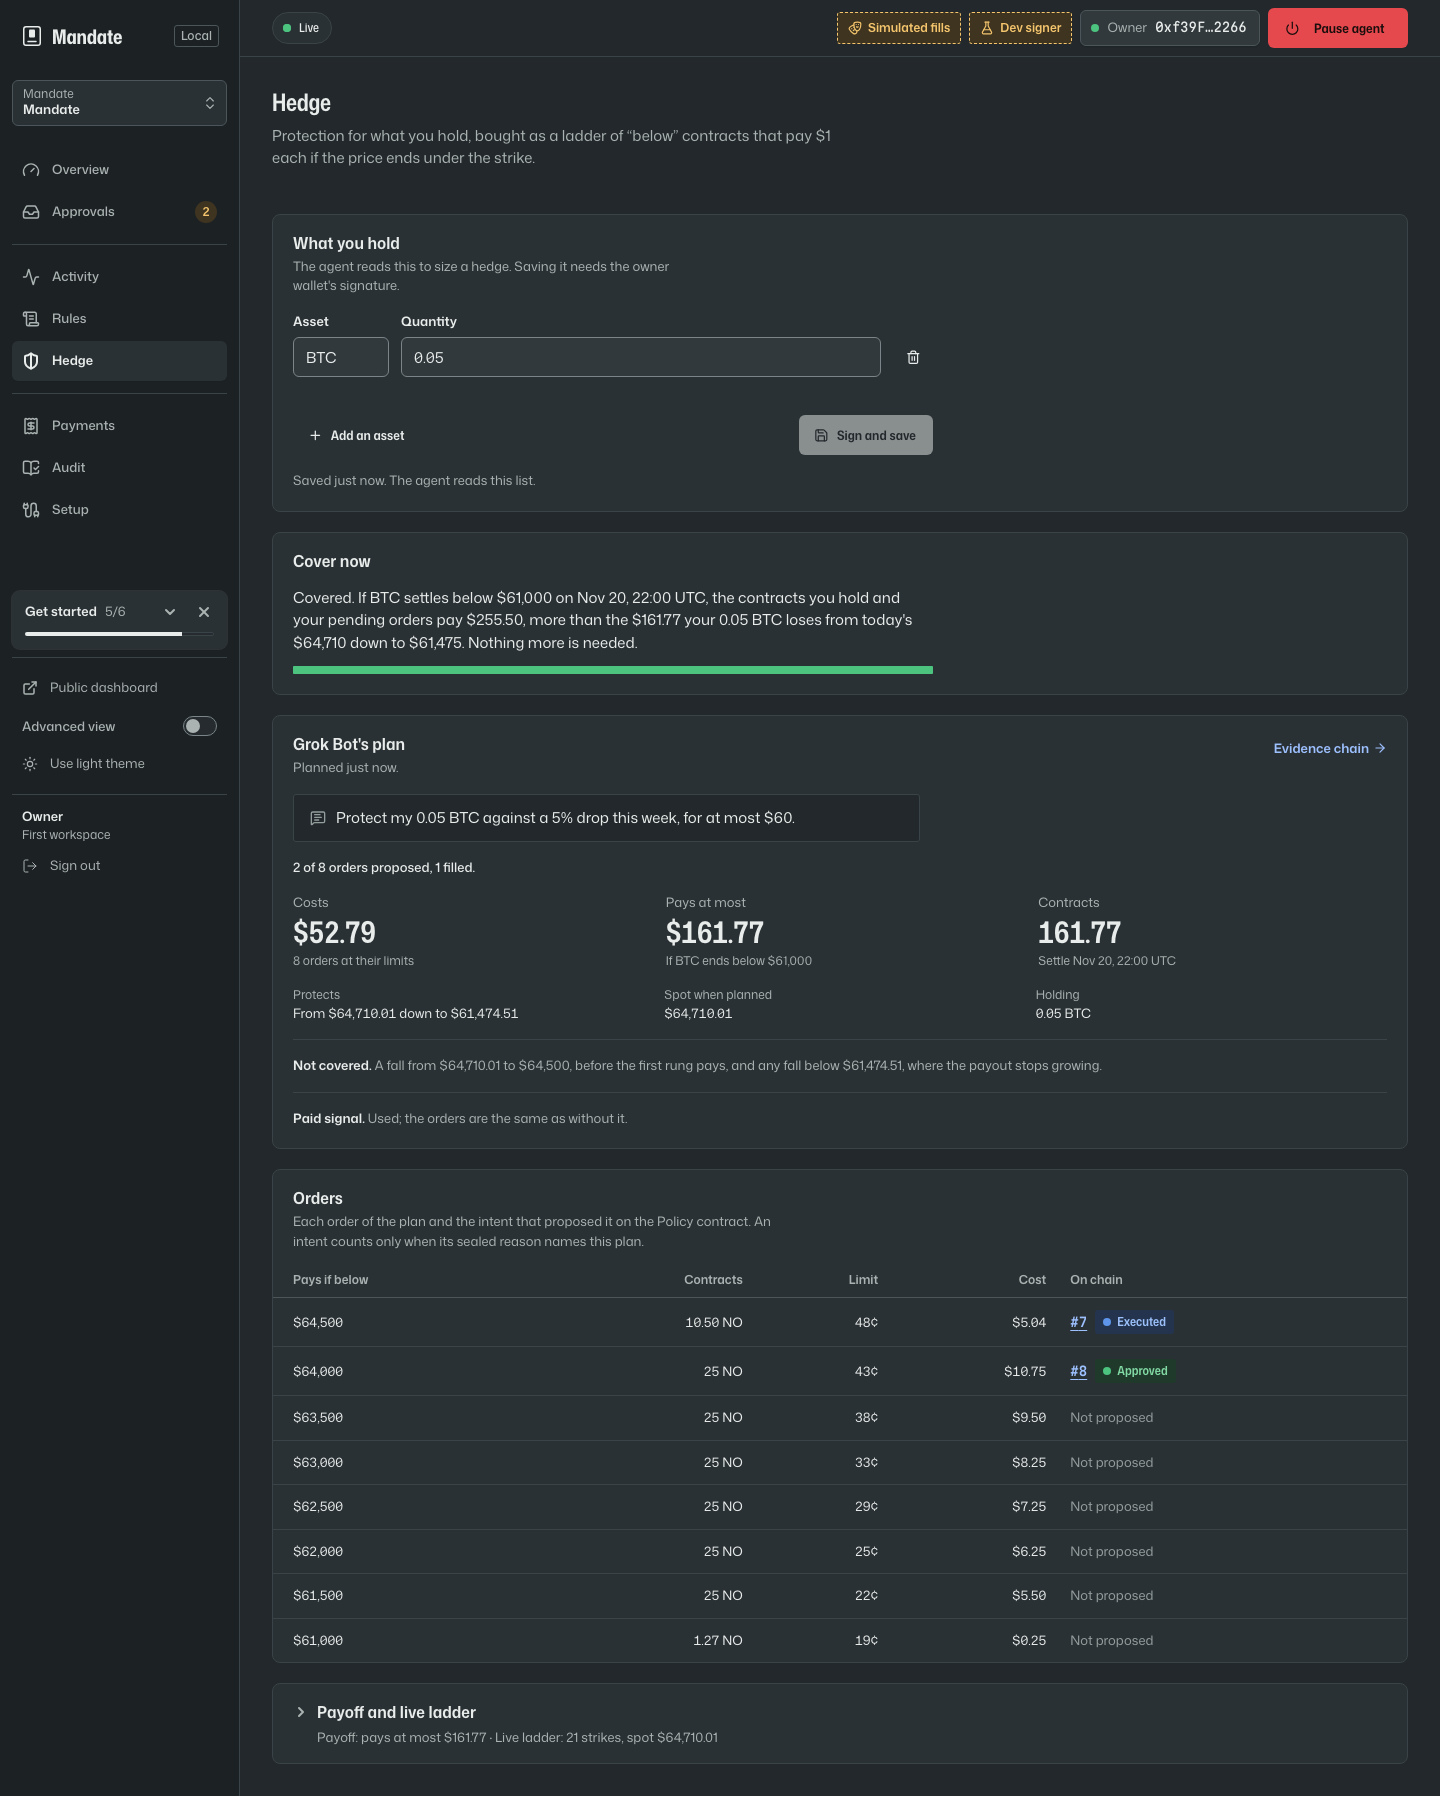 Mandate
Local
Mandate
Mandate
Overview
Approvals
2
Activity
Rules
Hedge
Payments
Audit
Setup
Get started 5/6
Public dashboard
Advanced view
Use light theme
Owner
First workspace
Sign out
Live
Simulated fills
Dev signer
Owner 0xf39F…2266
Pause agent
Hedge
Protection for what you hold, bought as a ladder of “below” contracts that pay $1
each if the price ends under the strike.
What you hold
The agent reads this to size a hedge. Saving it needs the owner
wallet's signature.
Asset Quantity
BTC 0.05
Add an asset
Sign and save
Saved just now. The agent reads this list.
Cover now
Covered. If BTC settles below $61,000 on Nov 20, 22:00 UTC, the contracts you hold and
your pending orders pay $255.50, more than the $161.77 your 0.05 BTC loses from today's
$64,710 down to $61,475. Nothing more is needed.
Grok Bot's plan
Evidence chain
Planned just now.
Protect my 0.05 BTC against a 5% drop this week, for at most $60.
2 of 8 orders proposed, 1 filled.
Costs Pays at most Contracts
$52.79 $161.77 161.77
8 orders at their limits If BTC ends below $61,000 Settle Nov 20, 22:00 UTC
Protects Spot when planned Holding
From $64,710.01 down to $61,474.51 $64,710.01 0.05 BTC
Not covered. A fall from $64,710.01 to $64,500, before the first rung pays, and any fall below $61,474.51, where the payout stops growing.
Paid signal. Used; the orders are the same as without it.
Orders
Each order of the plan and the intent that proposed it on the Policy contract. An
intent counts only when its sealed reason names this plan.
Pays if below Contracts Limit Cost On chain
$64,500 10.50 NO 48¢ $5.04 #7 Executed
$64,000 25 NO 43¢ $10.75 #8 Approved
$63,500 25 NO 38¢ $9.50 Not proposed
$63,000 25 NO 33¢ $8.25 Not proposed
$62,500 25 NO 29¢ $7.25 Not proposed
$62,000 25 NO 25¢ $6.25 Not proposed
$61,500 25 NO 22¢ $5.50 Not proposed
$61,000 1.27 NO 19¢ $0.25 Not proposed
Payoff and live ladder
Payoff: pays at most $161.77 · Live ladder: 21 strikes, spot $64,710.01